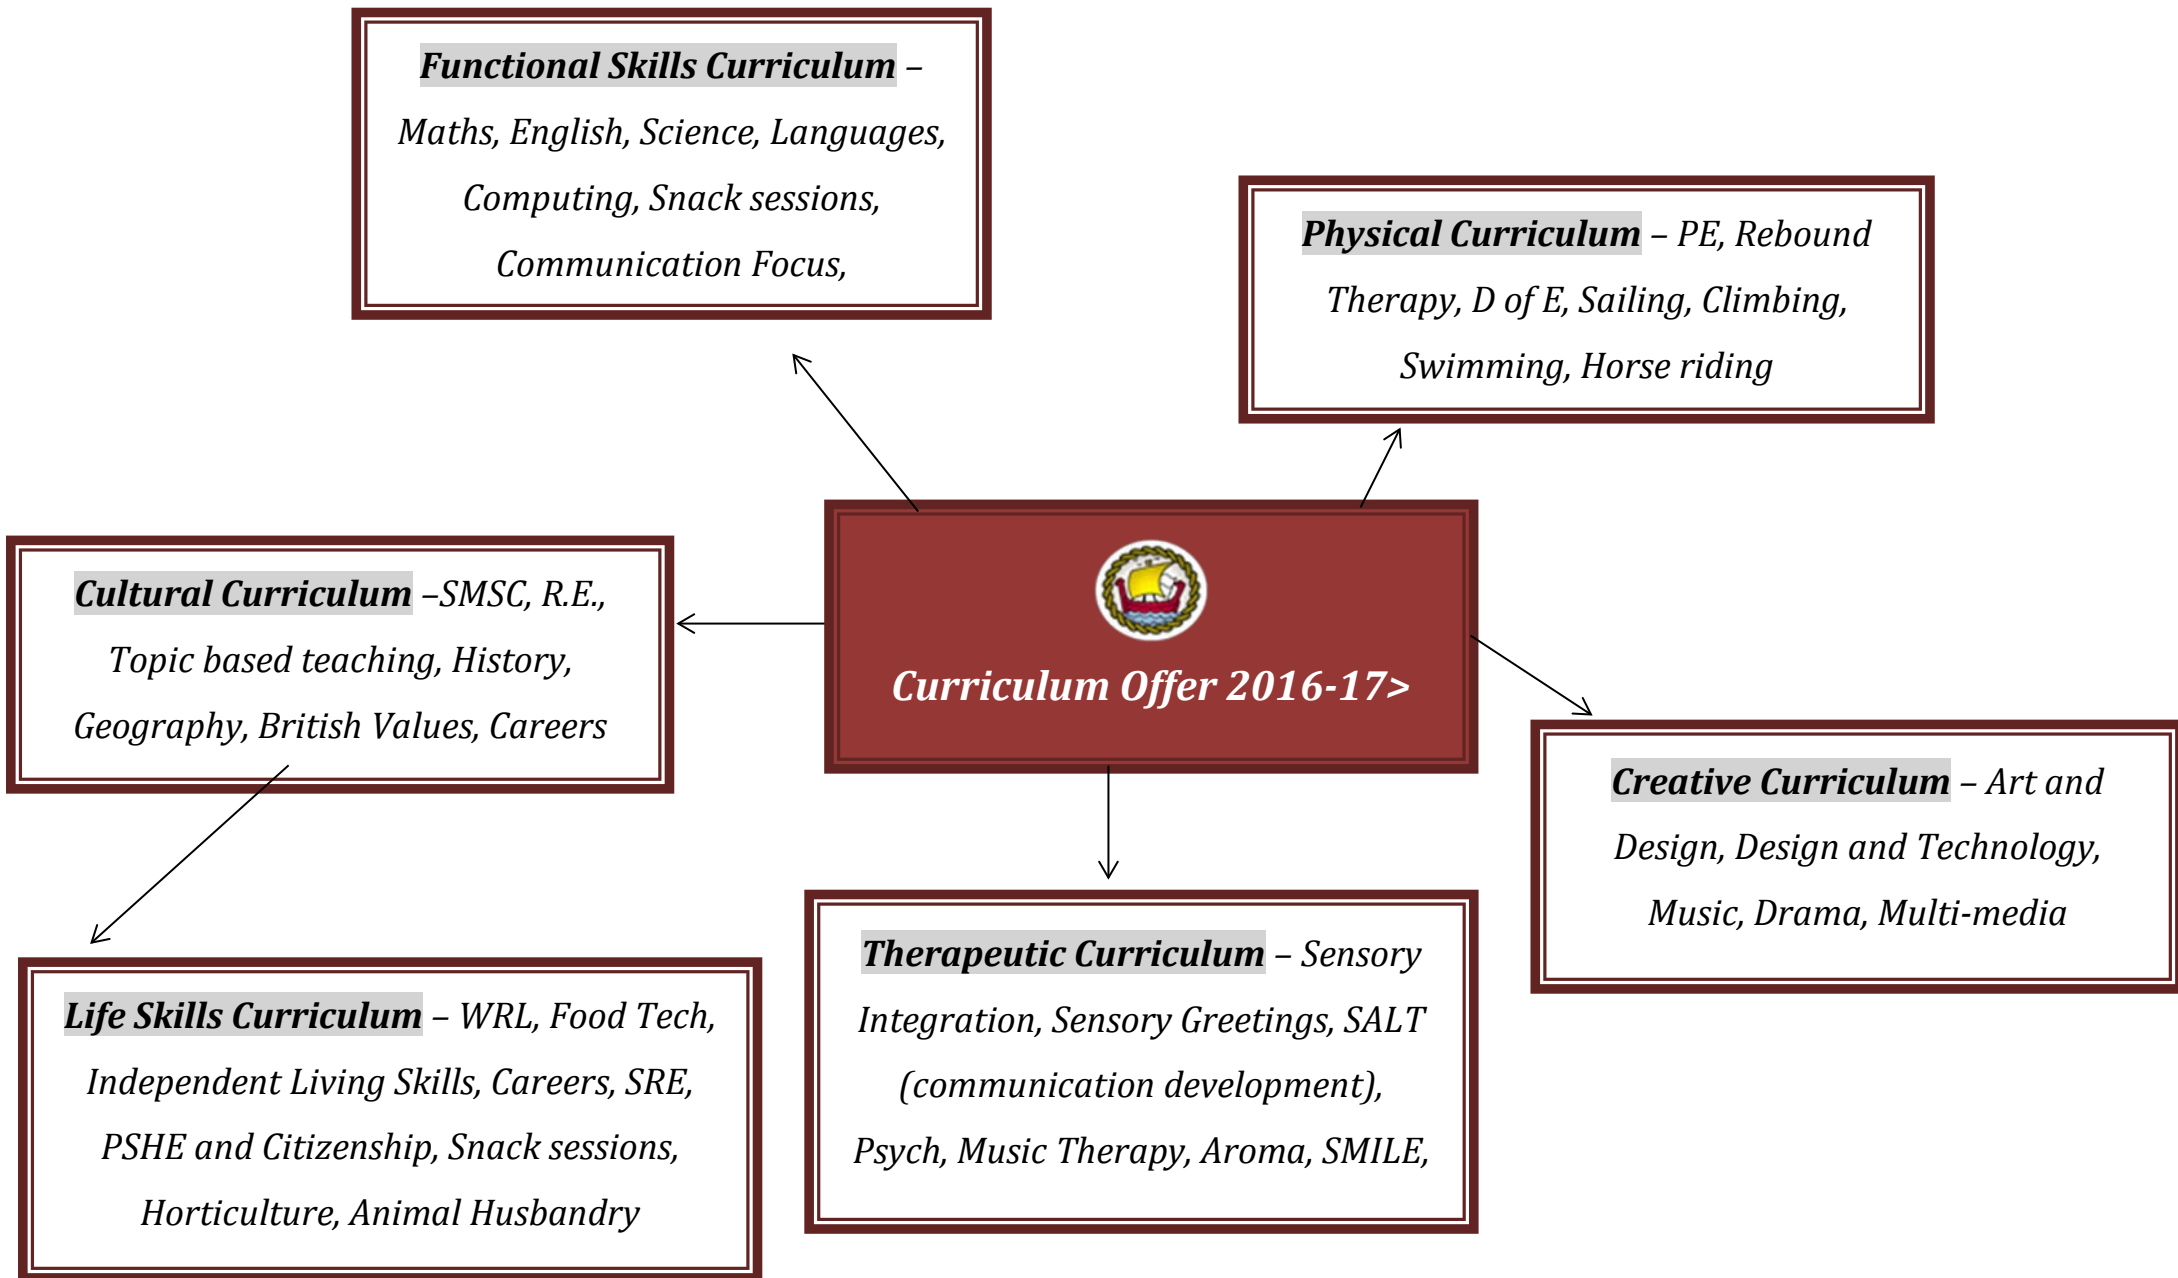 Functional Skills Curriculum –
Maths, English, Science, Languages,
Computing, Snack sessions,
Communication Focus,
Physical Curriculum – PE, Rebound
Therapy, D of E, Sailing, Climbing,
Swimming, Horse riding
Cultural Curriculum –SMSC, R.E.,
Topic based teaching, History,
Geography, British Values, Careers
Curriculum Offer 2016-17>
Creative Curriculum – Art and
Design, Design and Technology,
Music, Drama, Multi-media
Life Skills Curriculum – WRL, Food Tech,
Independent Living Skills, Careers, SRE,
PSHE and Citizenship, Snack sessions,
Horticulture, Animal Husbandry
Therapeutic Curriculum – Sensory
Integration, Sensory Greetings, SALT
(communication development),
Psych, Music Therapy, Aroma, SMILE,